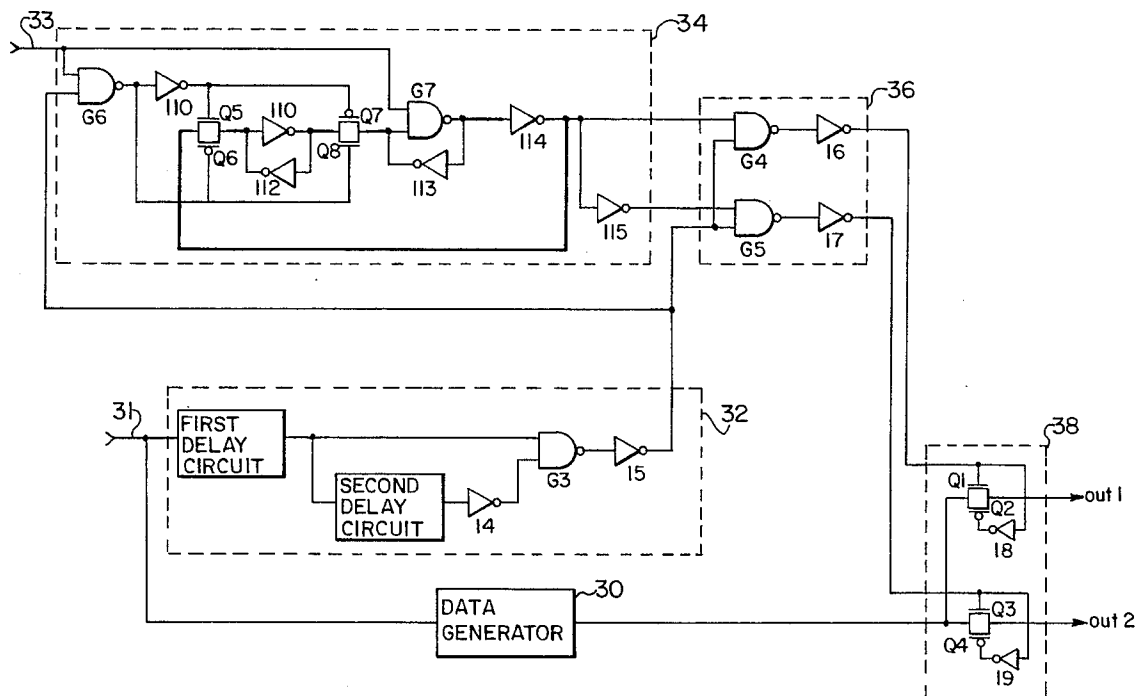 33
34
G6
110
Q5
Q6
110
112
Q7
Q8
G7
113
114
115
36
G4
16
G5
17
31
32
FIRST
DELAY
CIRCUIT
SECOND
DELAY
CIRCUIT
14
G3
15
38
Q1
Q2
18
out 1
30
DATA
GENERATOR
Q3
Q4
19
out 2